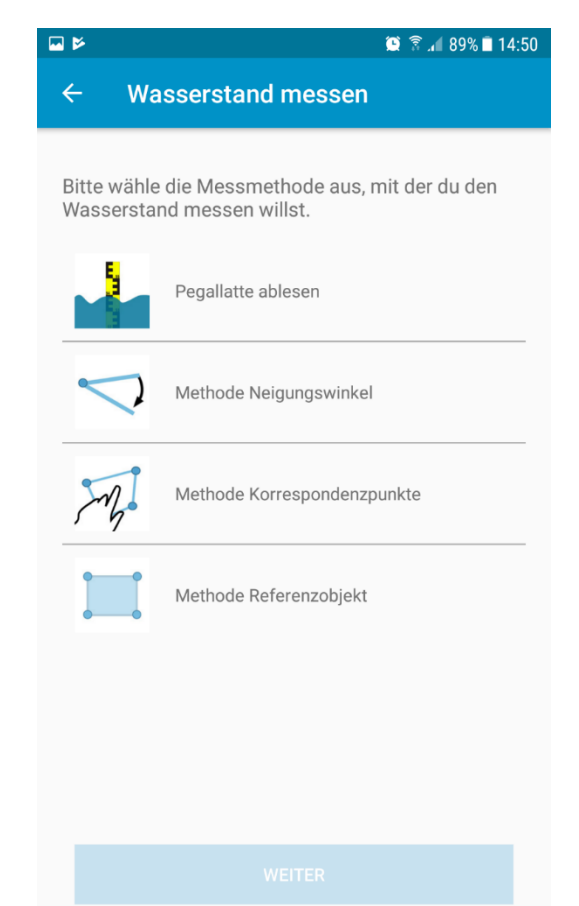 89% 14:50
Wasserstand messen
Bitte wähle die Messmethode aus, mit der du den
Wasserstand messen willst.
Pegallatte ablesen
Methode Neigungswinkel
Methode Korrespondenzpunkte
Methode Referenzobjekt
WEITER